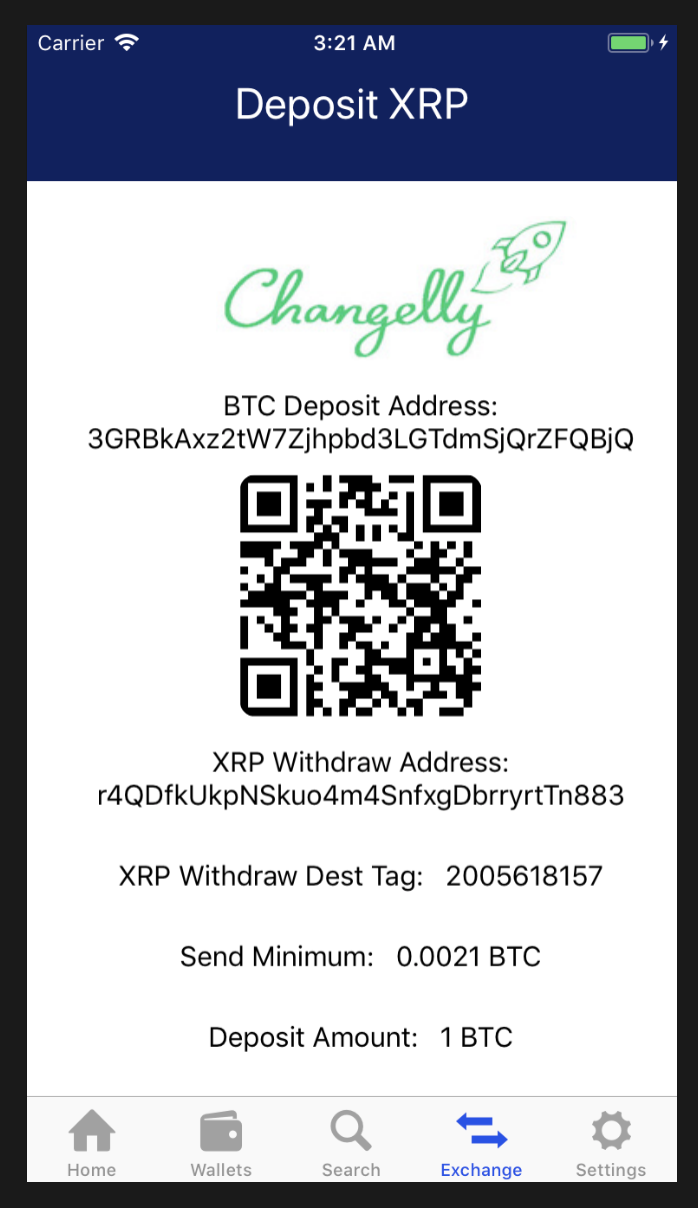 Carrier
3:21 AM
Deposit XRP
Changelly
BTC Deposit Address:
3GRBkAxz2tW7Zjhpbd3LGTdmSjQrZFQBjQ
XRP Withdraw Address:
r4QDfkUkpNSkuo4m4SnfxgDbrryrtTn883
XRP Withdraw Dest Tag: 2005618157
Send Minimum: 0.0021 BTC
Deposit Amount: 1 BTC
Home Wallets Search Exchange Settings